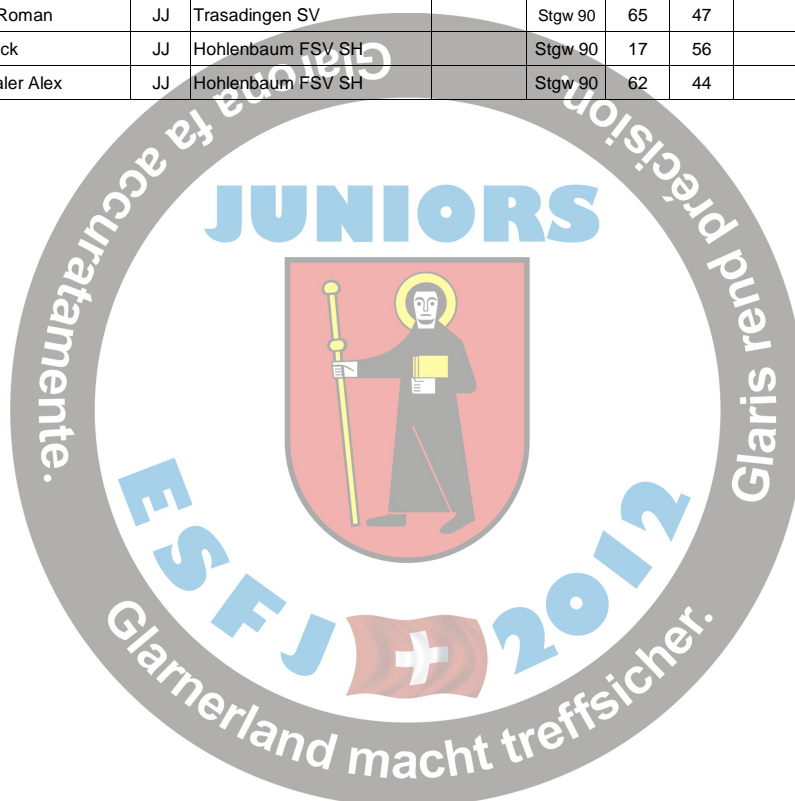 Roman JJ Trasadingen SV Stgw 90 65 47
ck JJ Hohlenbaum FSV SH Stgw 90 17 56
aler Alex JJ Hohlenbaum FSV SH Stgw 90 62 44
Glarona fa accuratamente.
Glaris rend précision.
JUNIORS
ESFJ 2012
Glarnerland macht treffsicher.